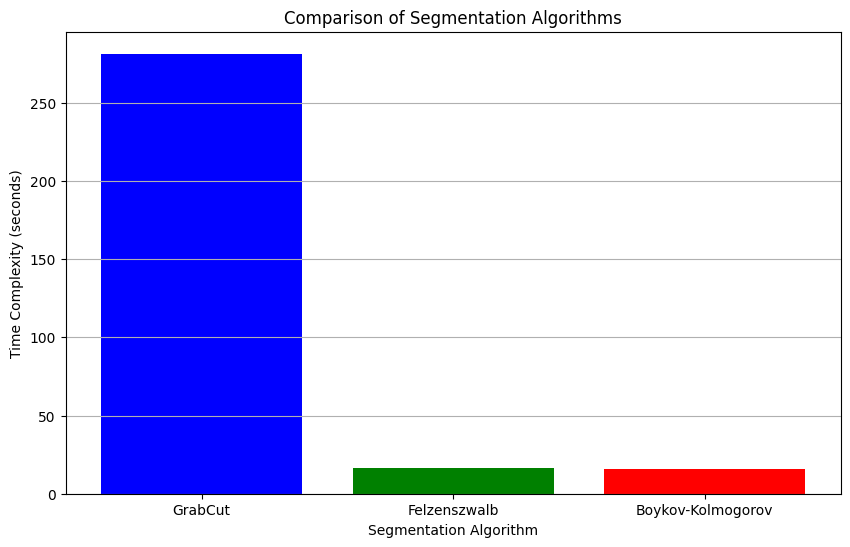 Comparison of Segmentation Algorithms
Time Complexity (seconds)
250
200
150
100
50
0
GrabCut
Felzenszwalb
Boykov-Kolmogorov
Segmentation Algorithm